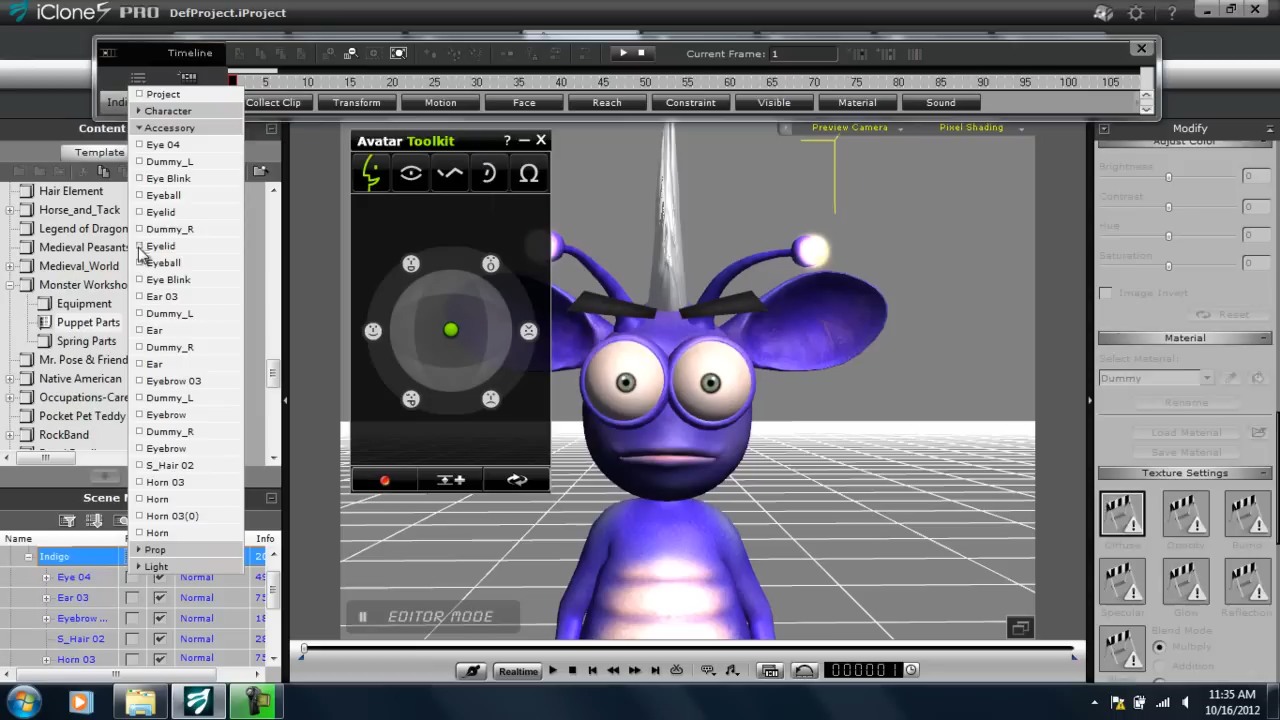 iClone5 PRO DefProject.iProject
Timeline
Current Frame: 1
5 10 15 20 25 30 35 40 45 50 55 60 65 70 75 80 85 90 95 100 105
Collect Clip Transform Motion Face Reach Constraint Visible Material Sound
Project
Character
Accessory
Eye 04
Dummy_L
Eye Blink
Eyeball
Eyelid
Dummy_R
Eyelid
Eyeball
Eye Blink
Ear 03
Dummy_L
Ear
Dummy_R
Ear
Eyebrow 03
Dummy_L
Eyebrow
Dummy_R
Eyebrow
S_Hair 02
Horn 03
Horn
Horn 03(0)
Horn
Prop
Light
Template
Hair Element
Horse_and_Tack
Legend of Dragon
Medieval Peasants
Medieval_World
Monster Worksho
Equipment
Puppet Parts
Spring Parts
Mr. Pose & Friend
Native American
Occupations-Care
Pocket Pet Teddy
RockBand
Name Info
Indigo
Eye 04 Normal
Ear 03 Normal
Eyebrow ... Normal
S_Hair 02 Normal
Horn 03 Normal
Avatar Toolkit ?
Preview Camera Pixel Shading
EDITOR MODE
Realtime
000001
Modify
Adjust Color
Brightness 0
Contrast 0
Hue 0
Saturation 0
Image Invert
Reset
Material
Select Material:
Dummy
Rename
Load Material
Save Material
Texture Settings
Diffuse Opacity Bump
Specular Glow Reflection
Blend Mode
Multiply
Addition
11:35 AM
10/16/2012